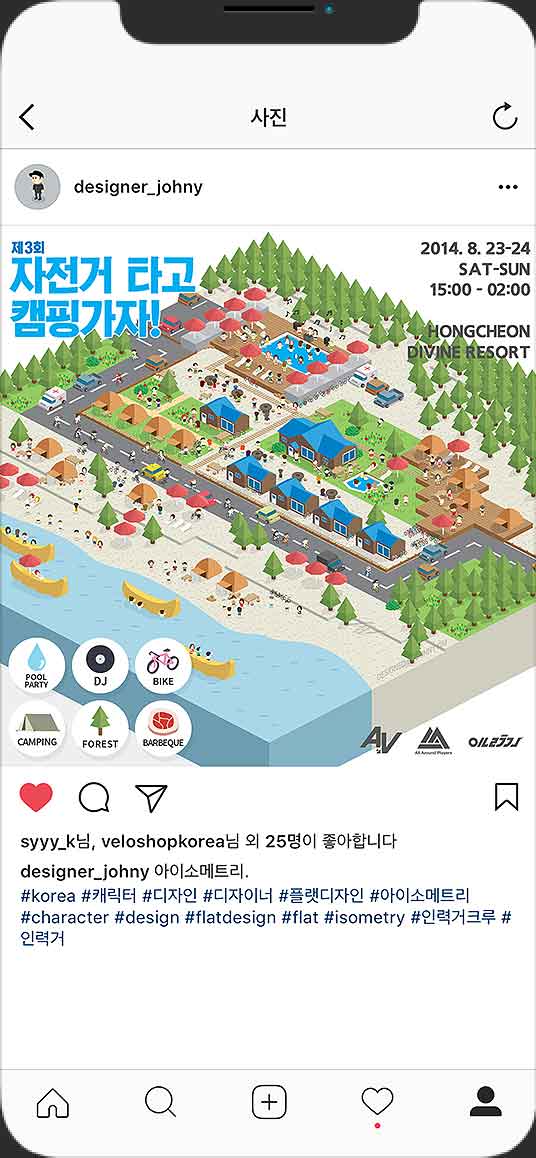 사진
designer_johny
제3회
자전거 타고
캠핑가자!
2014. 8. 23-24
SAT-SUN
15:00 - 02:00
HONGCHEON
DIVINE RESORT
POOL
PARTY
DJ
BIKE
CAMPING
FOREST
BARBEQUE
AV
All Around Players
syyy_k님, veloshopkorea님 외 25명이 좋아합니다
designer_johny 아이소메트리.
#korea #캐릭터 #디자인 #디자이너 #플랫디자인 #아이소메트리
#character #design #flatdesign #flat #isometry #인력거크루 #
인력거